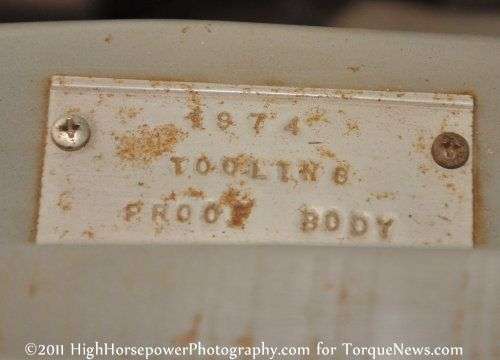 1974
TOOLING
PROOF BODY
©2011 HighHorsepowerPhotography.com for TorqueNews.com